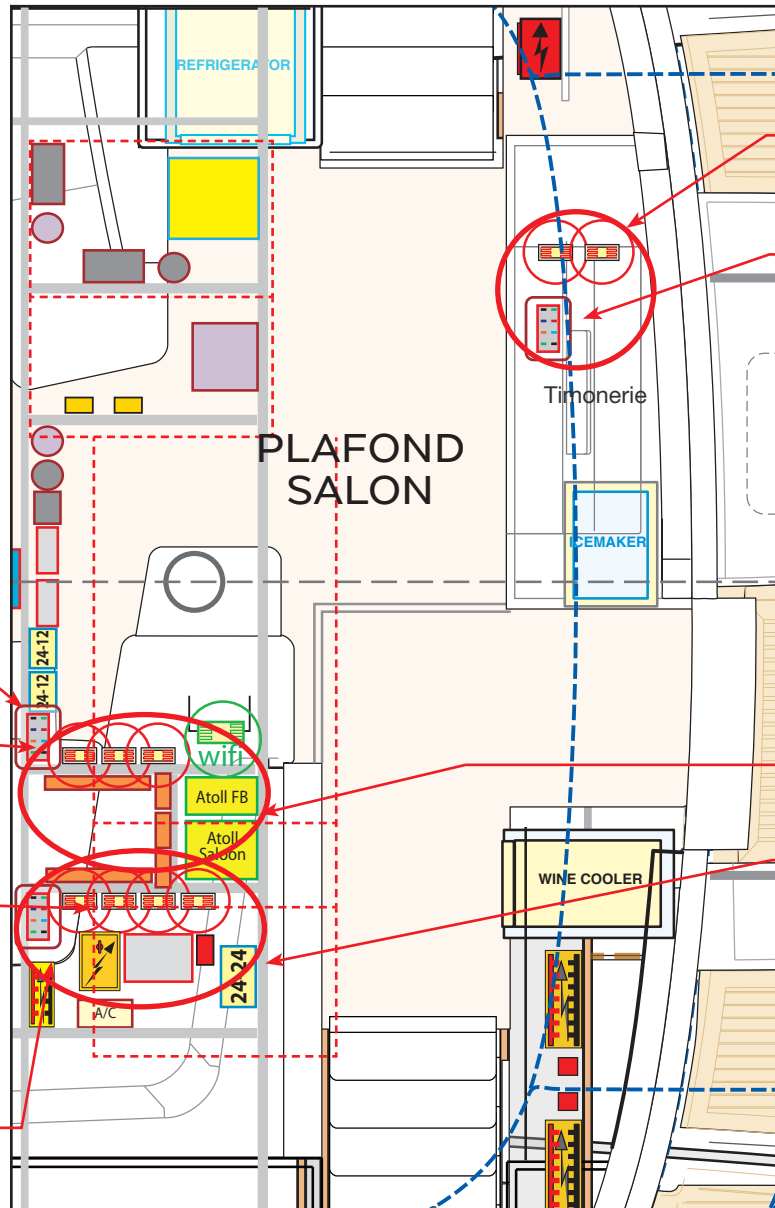 REFRIGERATOR
Timonerie
PLAFOND
SALON
ICEMAKER
24-12
24-12
wifi
Atoll FB
Atoll
Saloon
WINE COOLER
24-24
A/C